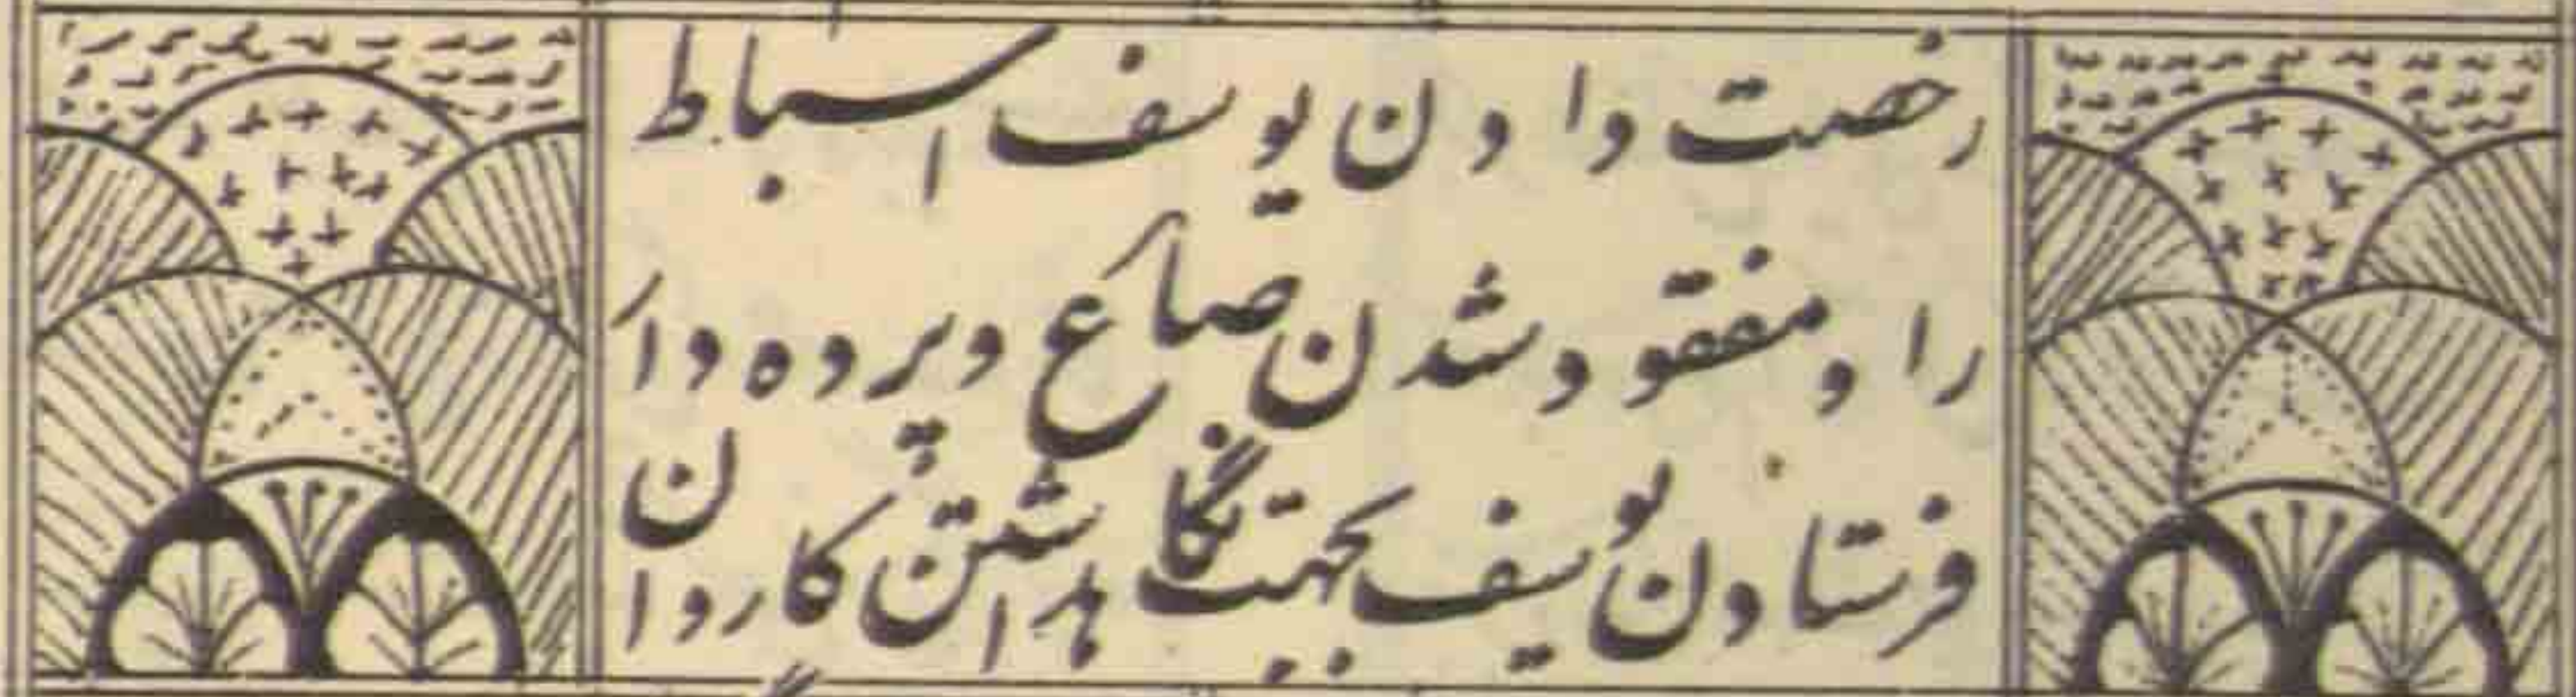 رخصت دادن یوسف اسباط
را و مفقود شدن صاع و پرده دا
فرستادن یوسف بجهت نگاهداشتن کاروان